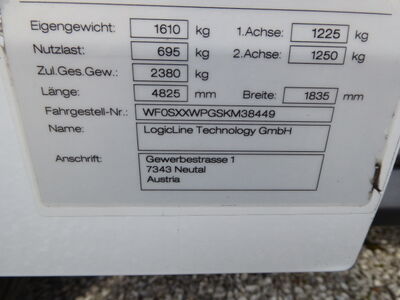 Eigengewicht: 1610 kg 1.Achse: 1225 kg
Nutzlast: 695 kg 2.Achse: 1250 kg
Zul.Ges.Gew.: 2380 kg
Länge: 4825 mm Breite: 1835 mm
Fahrgestell-Nr.: WF0SXXWPGSKM38449
Name: LogicLine Technology GmbH
Anschrift: Gewerbestrasse 1
7343 Neutal
Austria